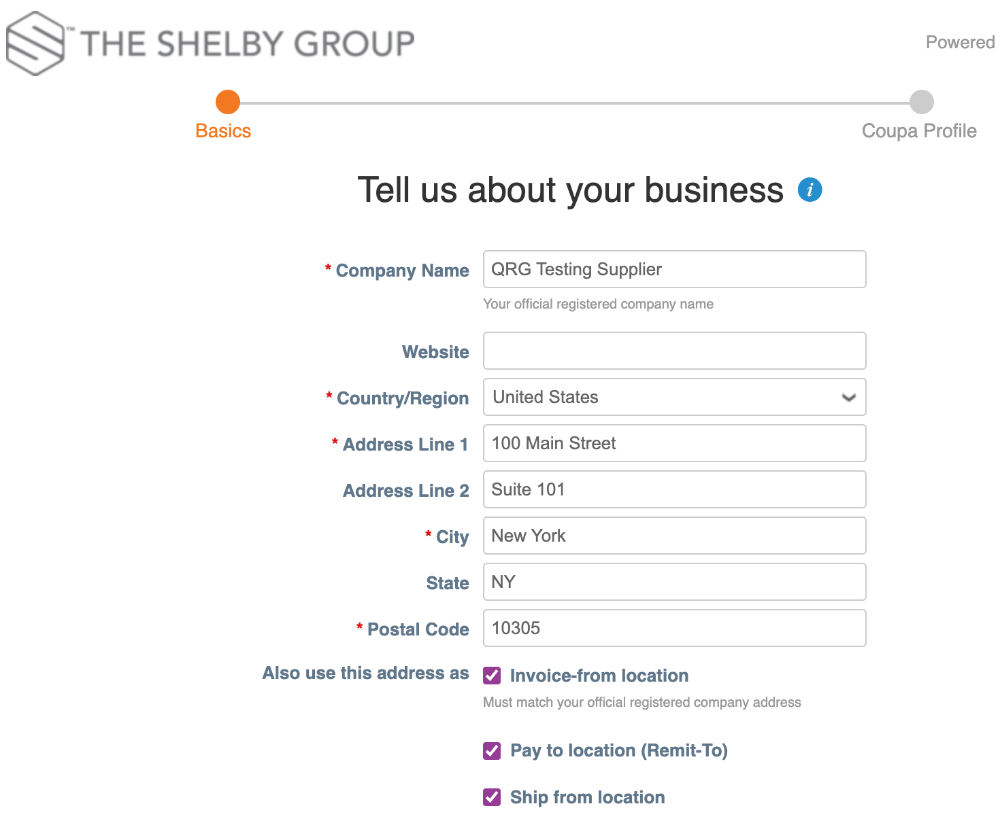 ™ THE SHELBY GROUP
Powered
Basics
Coupa Profile
Tell us about your business i
* Company Name QRG Testing Supplier
Your official registered company name
Website
* Country/Region United States
* Address Line 1 100 Main Street
Address Line 2 Suite 101
* City New York
State NY
* Postal Code 10305
Also use this address as Invoice-from location
Must match your official registered company address
Pay to location (Remit-To)
Ship from location